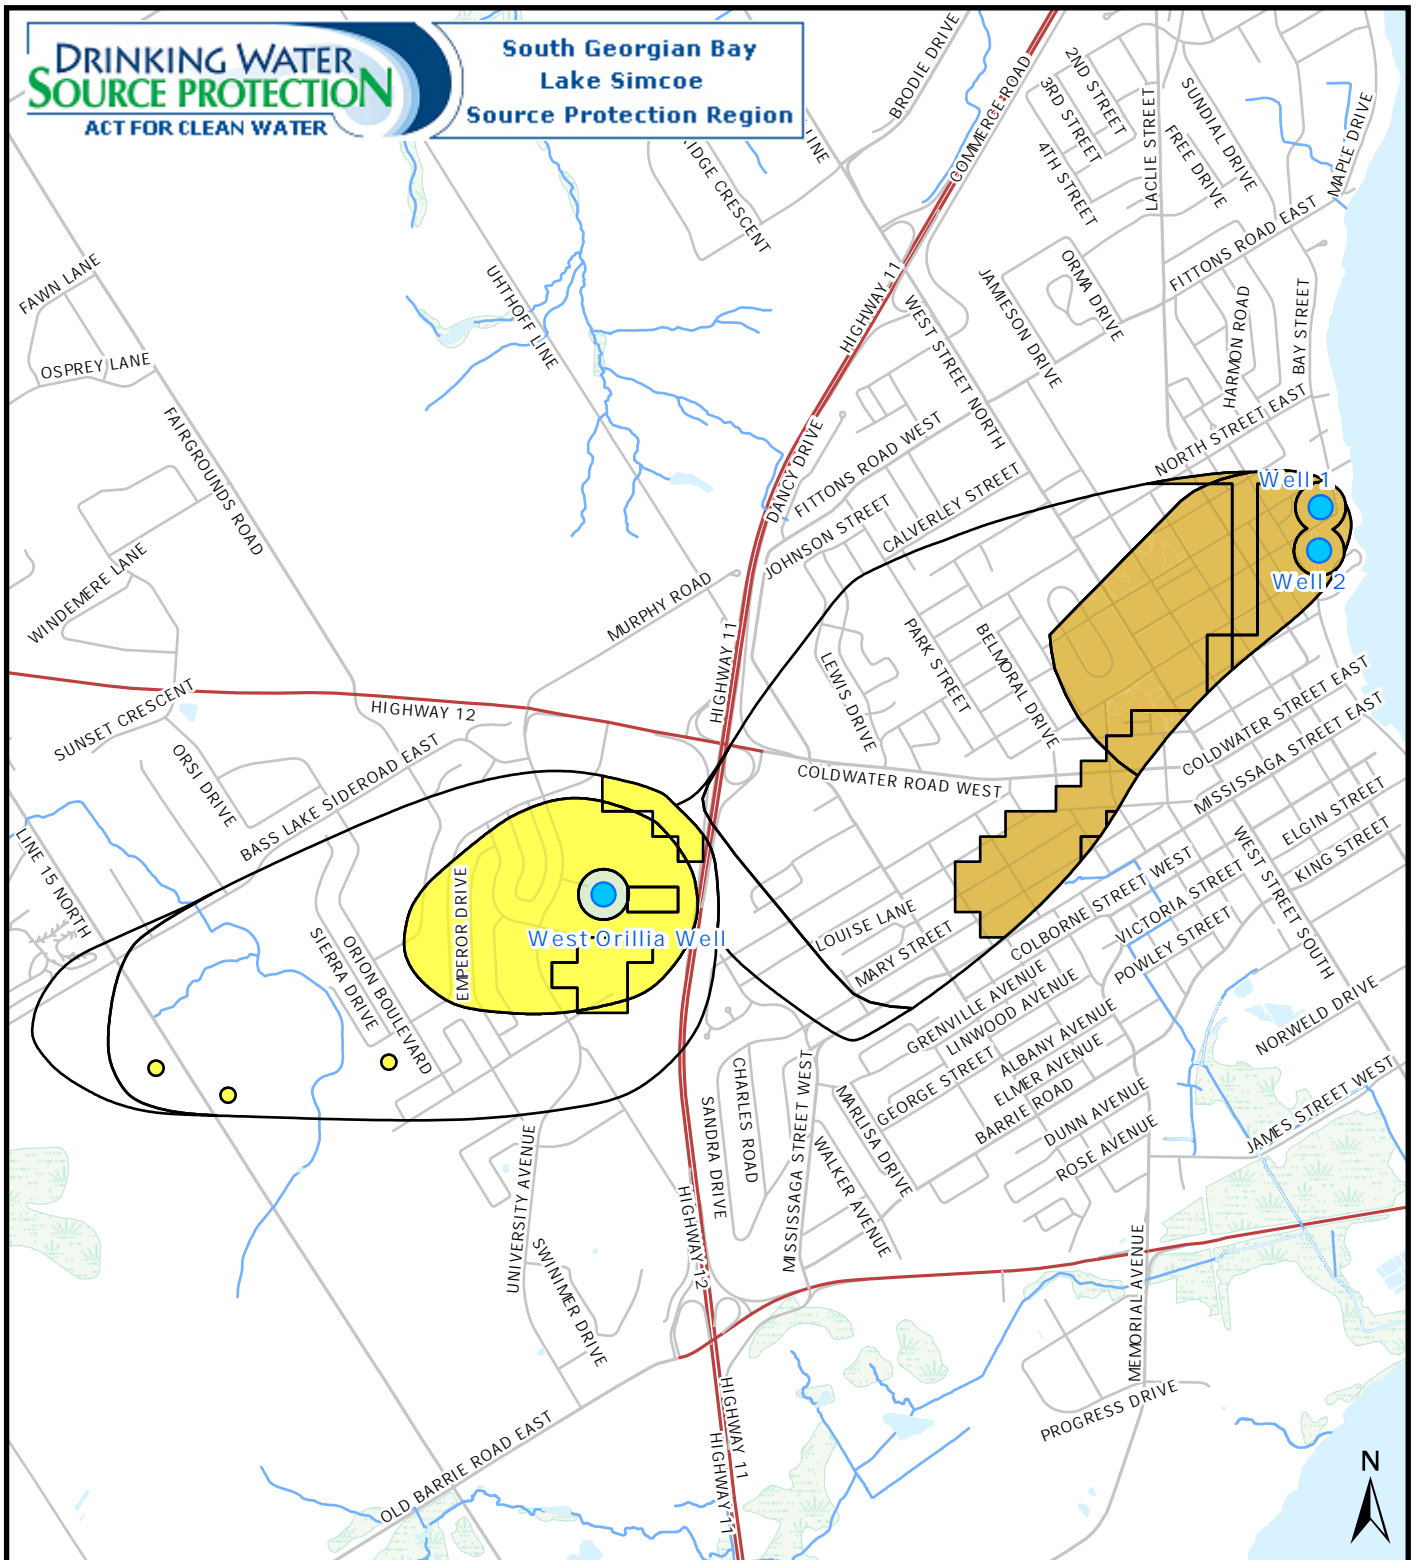 DRINKING WATER
SOURCE PROTECTION
ACT FOR CLEAN WATER
South Georgian Bay
Lake Simcoe
Source Protection Region
BRODIE DRIVE
COMMERCE ROAD
2ND STREET
3RD STREET
4TH STREET
LACLIE STREET
SUNDIAL DRIVE
FREE DRIVE
MAPLE DRIVE
LINE
IDGE CRESCENT
FITTONS ROAD EAST
FAWN LANE
UHTHOFF LINE
HIGHWAY 11
WEST STREET NORTH
JAMIESON DRIVE
ORMA DRIVE
HARMON ROAD
BAY STREET
OSPREY LANE
FAIRGROUNDS ROAD
DANCY DRIVE
FITTONS ROAD WEST
NORTH STREET EAST
JOHNSON STREET
CALVERLEY STREET
Well 1
Well 2
WINDEMERE LANE
MURPHY ROAD
HIGHWAY 11
LEWIS DRIVE
PARK STREET
BELMORAL DRIVE
SUNSET CRESCENT
HIGHWAY 12
COLDWATER STREET EAST
MISSISSAGA STREET EAST
ORSI DRIVE
BASS LAKE SIDEROAD EAST
COLDWATER ROAD WEST
ELGIN STREET
KING STREET
LINE 15 NORTH
EMPEROR DRIVE
West Orillia Well
LOUISE LANE
MARY STREET
COLBORNE STREET WEST
VICTORIA STREET
POWLEY STREET
WEST STREET SOUTH
SIERRA DRIVE
ORION BOULEVARD
GRENVILLE AVENUE
LINWOOD AVENUE
GEORGE STREET
ALBANY AVENUE
ELMER AVENUE
BARRIE ROAD
DUNN AVENUE
ROSE AVENUE
NORWELD DRIVE
JAMES STREET WEST
CHARLES ROAD
SANDRA DRIVE
MISSISSAGA STREET WEST
MARLISA DRIVE
WALKER AVENUE
UNIVERSITY AVENUE
SWINIMER DRIVE
HIGHWAY 12
MEMORIAL AVENUE
PROGRESS DRIVE
OLD BARRIE ROAD EAST
HIGHWAY 11
HIGHWAY 11
N